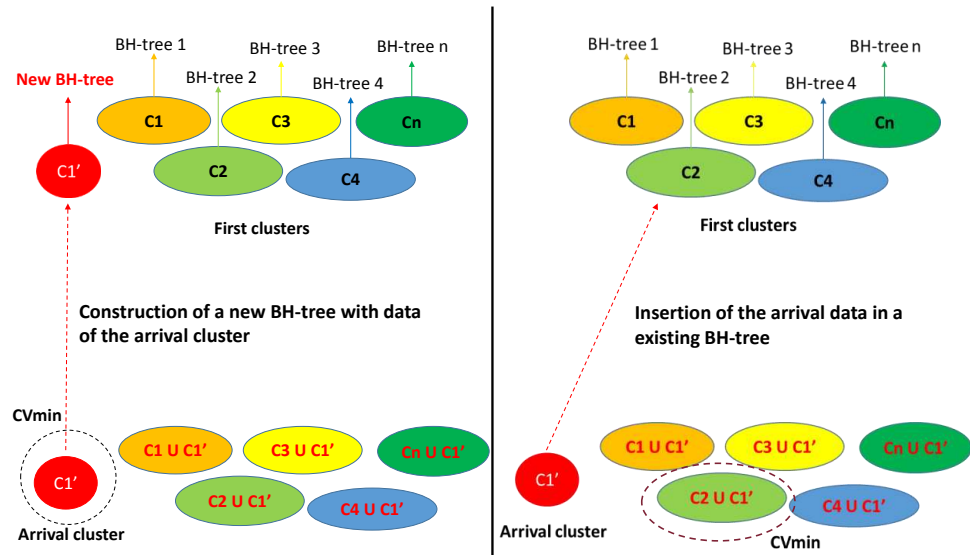 BH-tree 1
BH-tree 3
BH-tree n
New BH-tree
BH-tree 2
BH-tree 4
C1
C3
Cn
C1'
C2
C4
First clusters
Construction of a new BH-tree with data
of the arrival cluster
CVmin
C1 U C1'
C3 U C1'
Cn U C1'
C1'
C2 U C1'
C4 U C1'
Arrival cluster
BH-tree 1
BH-tree 3
BH-tree n
BH-tree 2
BH-tree 4
C1
C3
Cn
C2
C4
First clusters
Insertion of the arrival data in a
existing BH-tree
C1 U C1'
C3 U C1'
Cn U C1'
C1'
C2 U C1'
C4 U C1'
Arrival cluster
CVmin